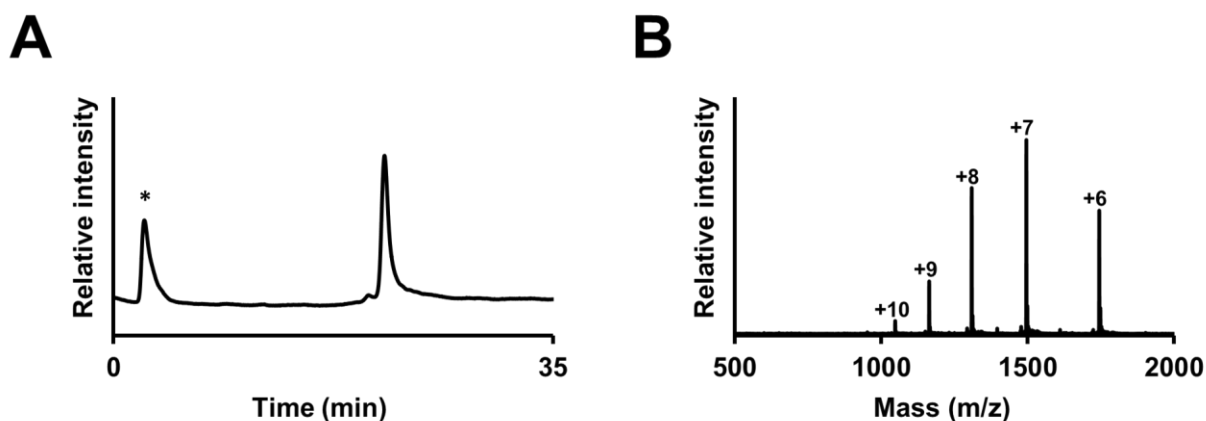 A
Relative intensity
*
0
35
Time (min)
B
Relative intensity
+10
+9
+8
+7
+6
500
1000
1500
2000
Mass (m/z)